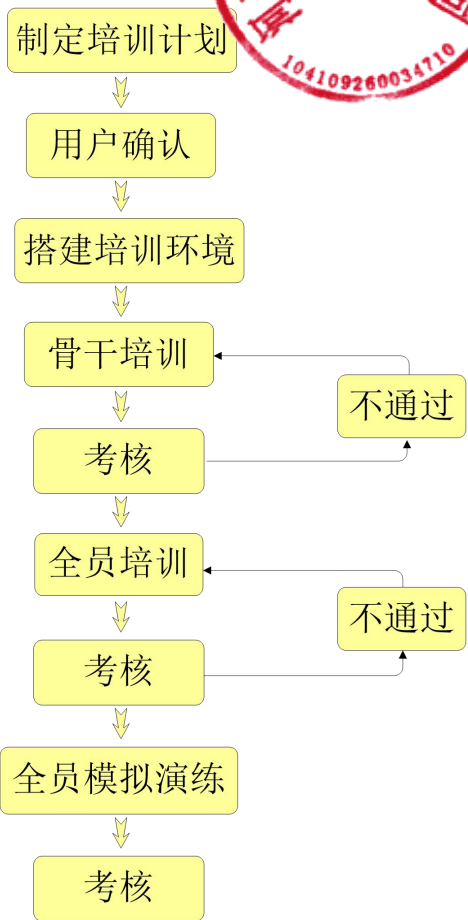 制定培训计划
104109260034710
用户确认
搭建培训环境
骨干培训
不通过
考核
全员培训
不通过
考核
全员模拟演练
考核